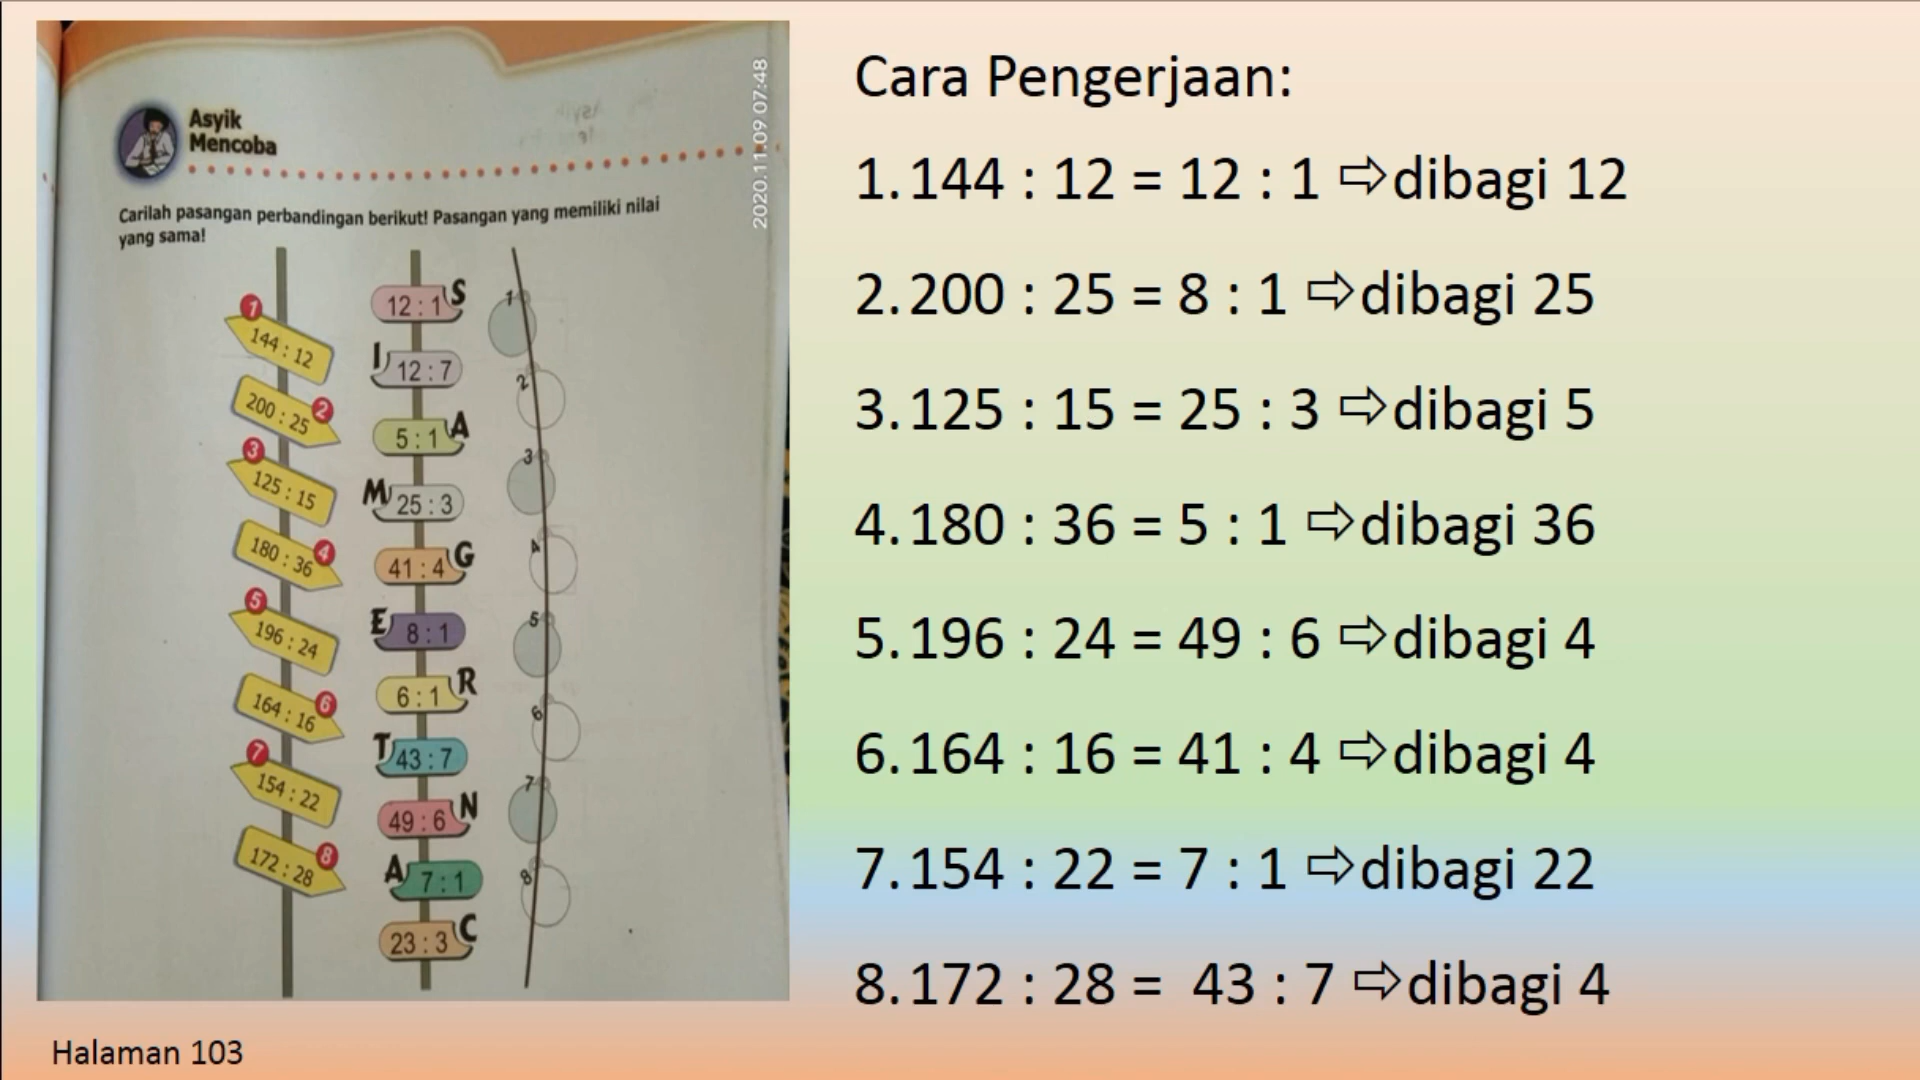 Asyik
Mencoba
2020.11.09 07:48
Carilah pasangan perbandingan berikut! Pasangan yang memiliki nilai
yang sama!
1
144 : 12
200 : 25
2
3
125 : 15
180 : 36
4
5
196 : 24
164 : 16
6
7
154 : 22
172 : 28
8
12 : 1 S
I 12 : 7
5 : 1 A
M 25 : 3
41 : 4 G
E 8 : 1
6 : 1 R
T 43 : 7
49 : 6 N
A 7 : 1
23 : 3 C
1
2
3
4
5
6
7
8
Halaman 103
Cara Pengerjaan:
1. 144 : 12 = 12 : 1 ⇨dibagi 12
2. 200 : 25 = 8 : 1 ⇨dibagi 25
3. 125 : 15 = 25 : 3 ⇨dibagi 5
4. 180 : 36 = 5 : 1 ⇨dibagi 36
5. 196 : 24 = 49 : 6 ⇨dibagi 4
6. 164 : 16 = 41 : 4 ⇨dibagi 4
7. 154 : 22 = 7 : 1 ⇨dibagi 22
8. 172 : 28 = 43 : 7 ⇨dibagi 4